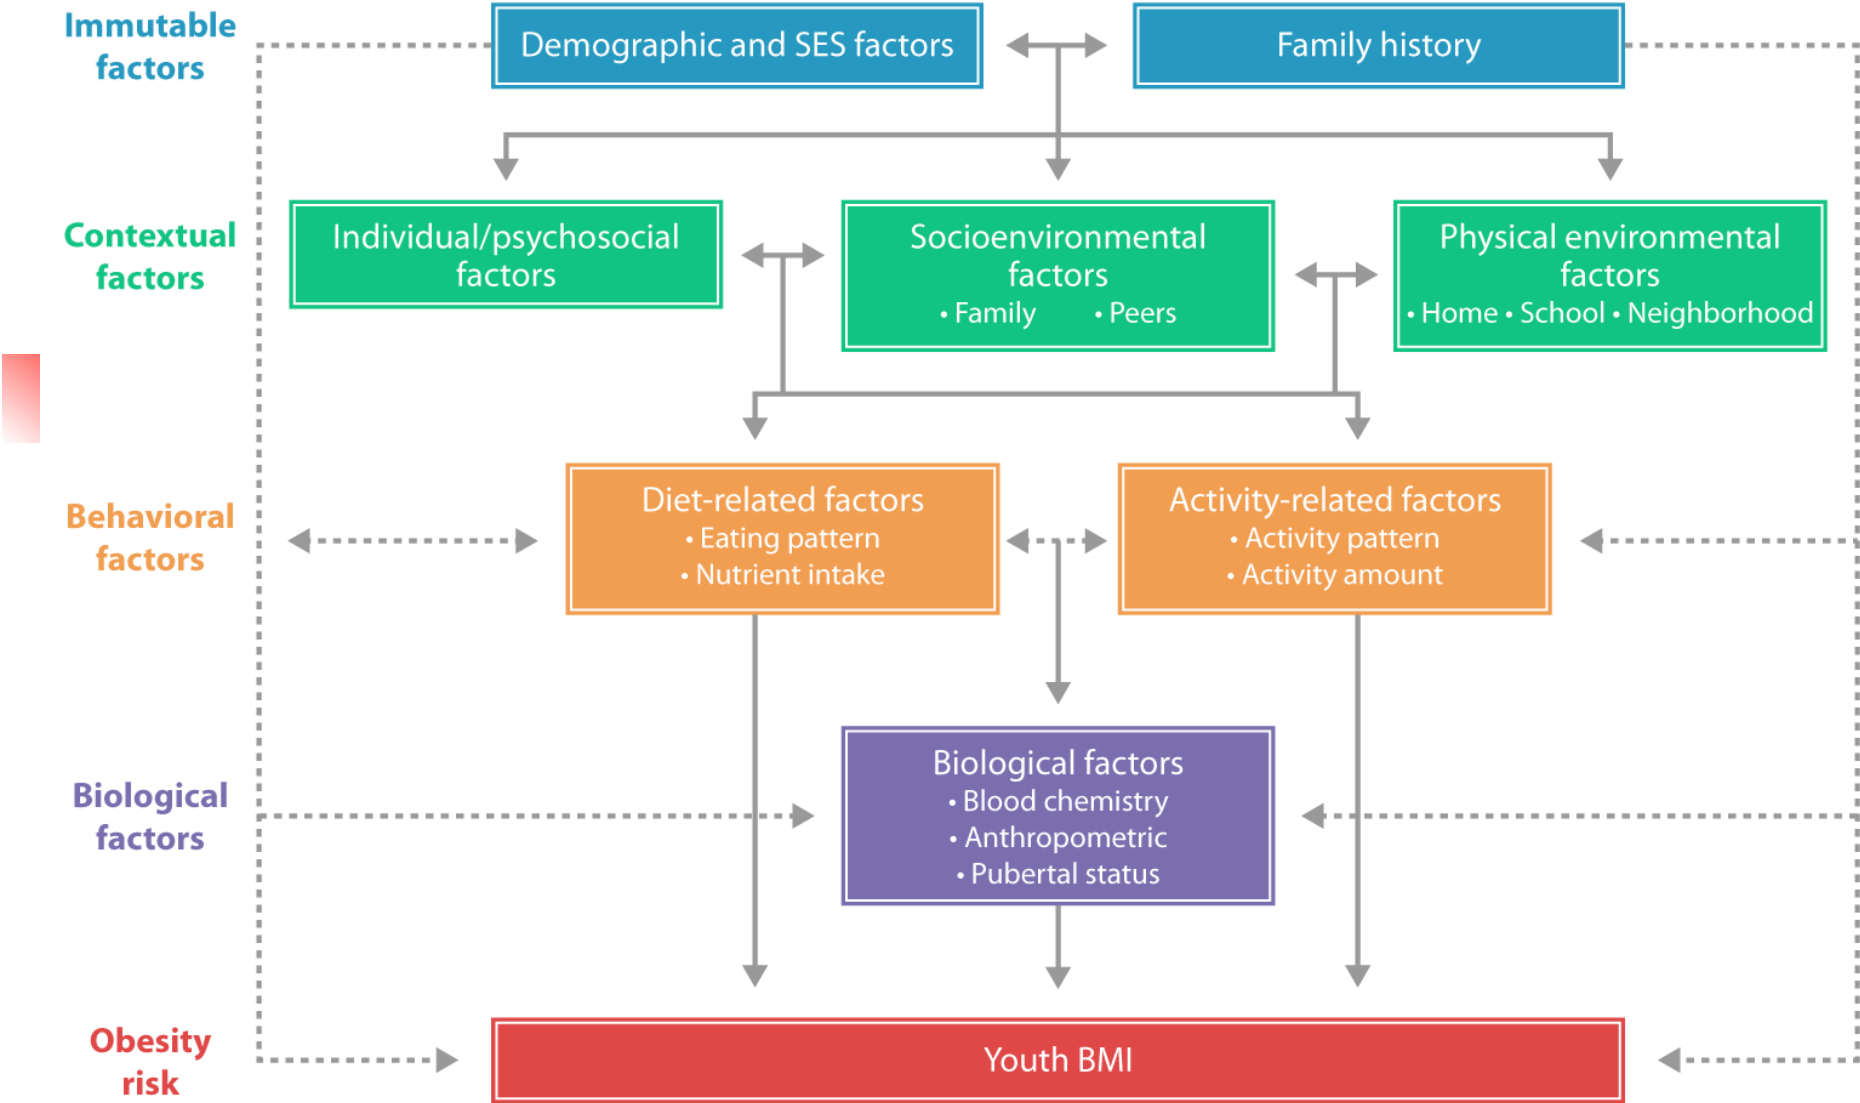 Immutable
factors
Demographic and SES factors
Family history
Contextual
factors
Individual/psychosocial
factors
Socioenvironmental
factors
• Family • Peers
Physical environmental
factors
• Home • School • Neighborhood
Behavioral
factors
Diet-related factors
• Eating pattern
• Nutrient intake
Activity-related factors
• Activity pattern
• Activity amount
Biological
factors
Biological factors
• Blood chemistry
• Anthropometric
• Pubertal status
Obesity
risk
Youth BMI